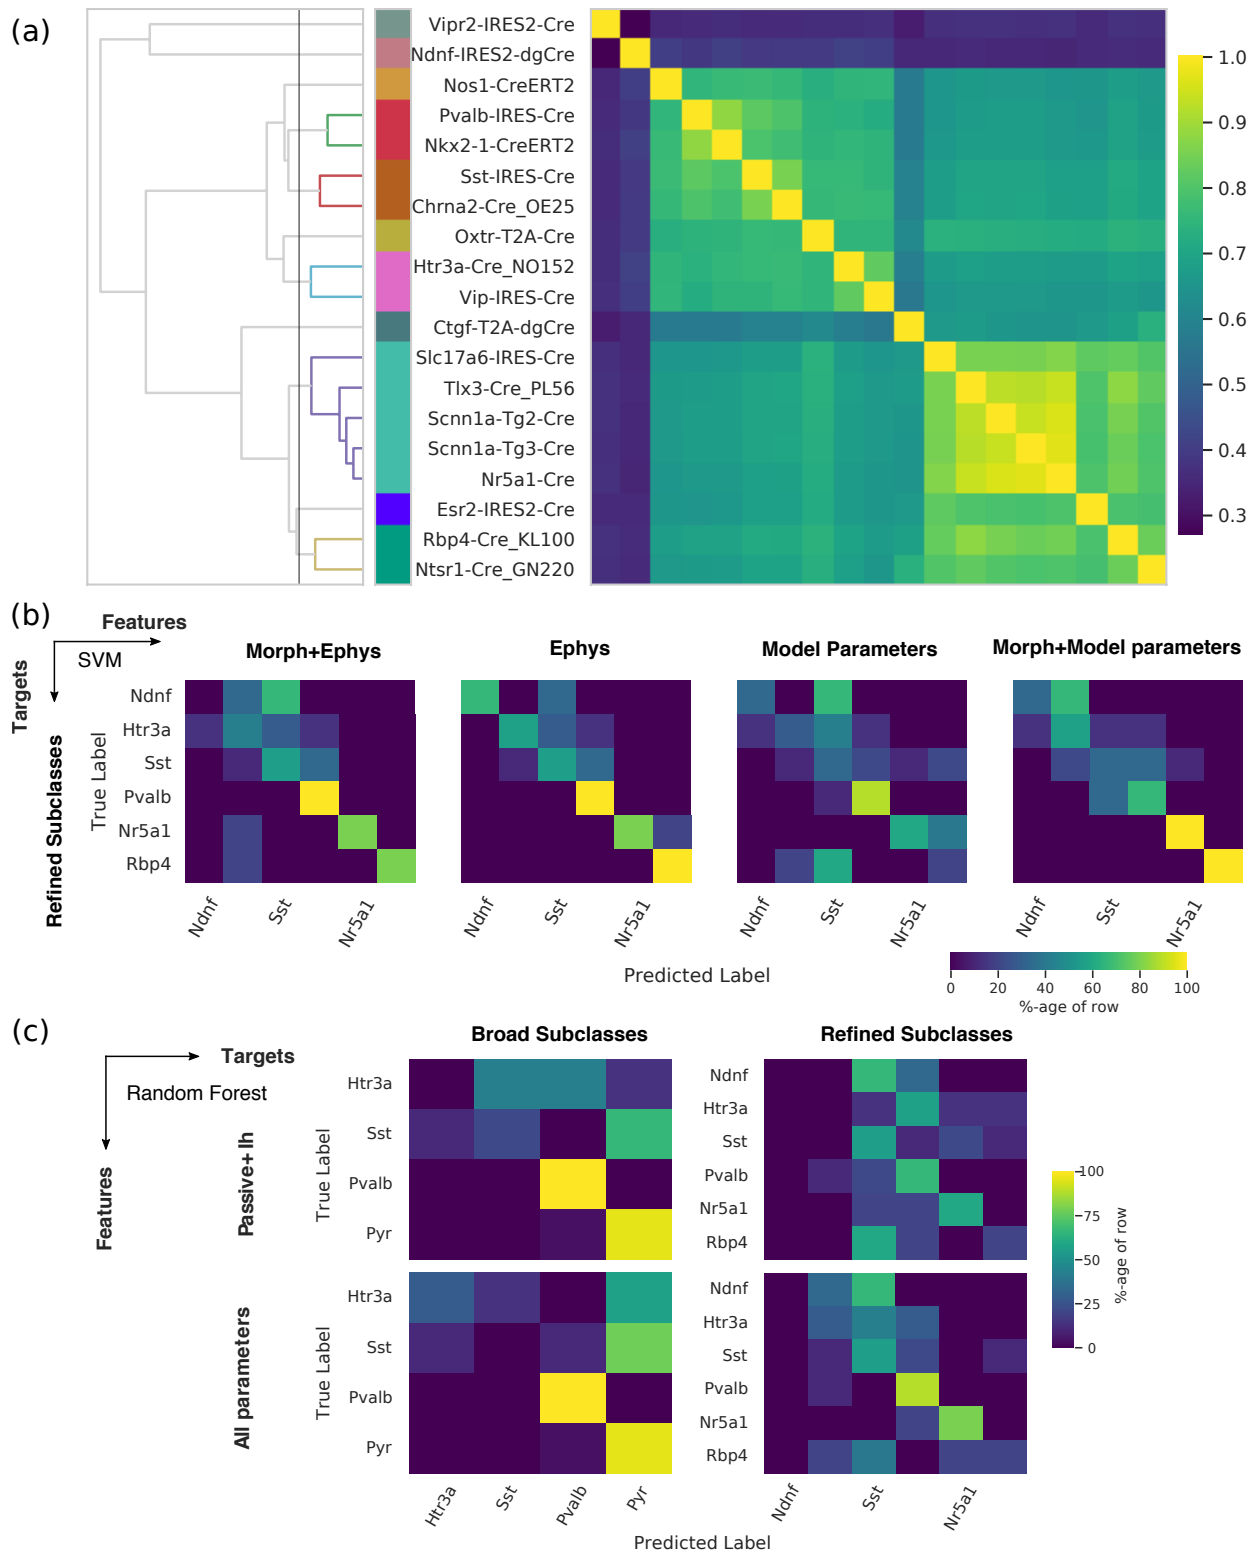 (a)
Vipr2-IRES2-Cre
Ndnf-IRES2-dgCre
Nos1-CreERT2
Pvalb-IRES-Cre
Nkx2-1-CreERT2
Sst-IRES-Cre
Chrna2-Cre_OE25
Oxtr-T2A-Cre
Htr3a-Cre_NO152
Vip-IRES-Cre
Ctgf-T2A-dgCre
Slc17a6-IRES-Cre
Tlx3-Cre_PL56
Scnn1a-Tg2-Cre
Scnn1a-Tg3-Cre
Nr5a1-Cre
Esr2-IRES2-Cre
Rbp4-Cre_KL100
Ntsr1-Cre_GN220
1.0
0.9
0.8
0.7
0.6
0.5
0.4
0.3
(b)
Features
SVM
Targets
Refined Subclasses
True Label
Morph+Ephys
Ephys
Model Parameters
Morph+Model parameters
Ndnf
Htr3a
Sst
Pvalb
Nr5a1
Rbp4
Ndnf
Sst
Nr5a1
Ndnf
Sst
Nr5a1
Ndnf
Sst
Nr5a1
Ndnf
Sst
Nr5a1
Predicted Label
0 20 40 60 80 100
%-age of row
(c)
Targets
Random Forest
Features
Broad Subclasses
Refined Subclasses
Passive+Ih
True Label
Htr3a
Sst
Pvalb
Pyr
Ndnf
Htr3a
Sst
Pvalb
Nr5a1
Rbp4
100
75
50
25
0
%-age of row
All parameters
True Label
Htr3a
Sst
Pvalb
Pyr
Ndnf
Htr3a
Sst
Pvalb
Nr5a1
Rbp4
Htr3a
Sst
Pvalb
Pyr
Ndnf
Sst
Nr5a1
Predicted Label